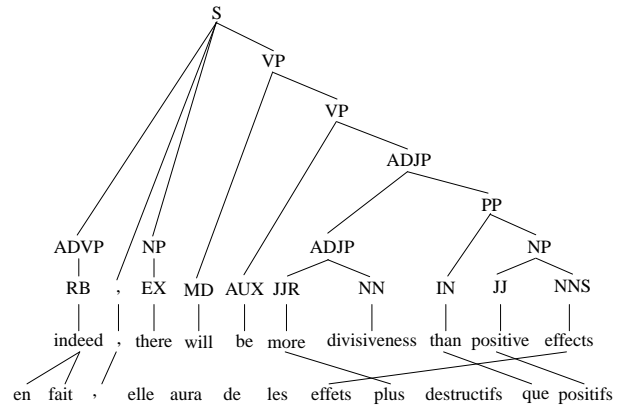 S
VP
VP
ADJP
PP
ADVP NP ADJP NP
RB , EX MD AUX JJR NN IN JJ NNS
indeed , there will be more divisiveness than positive effects
en fait , elle aura de les effets plus destructifs que positifs